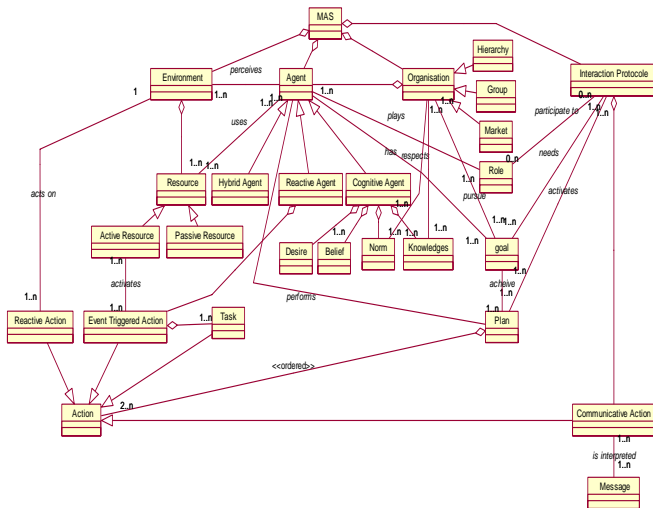 MAS
Hierarchy
perceives
Environment
Agent
Organisation
Interaction Protocole
1
1..n
1..n
1..n
1..n
1..n
0..n
1..n
1..n
Group
uses
plays
participate to
Market
has
respects
needs
0..n
acts on
1..n
1..n
Resource
Hybrid Agent
Reactive Agent
Cognitive Agent
1..n
Role
1..n
pursue
activates
1..n
1..n
1..n
1..n
1..n
1..n
Active Resource
Passive Resource
Desire
Belief
Norm
Knowledges
goal
1..n
1..n
activates
acheive
1..n
1..n
1..n
performs
1..n
Reactive Action
Event Triggered Action
1..n
Task
Plan
<<ordered>>
2..n
Action
Communicative Action
1..n
is interpreted
1..n
Message